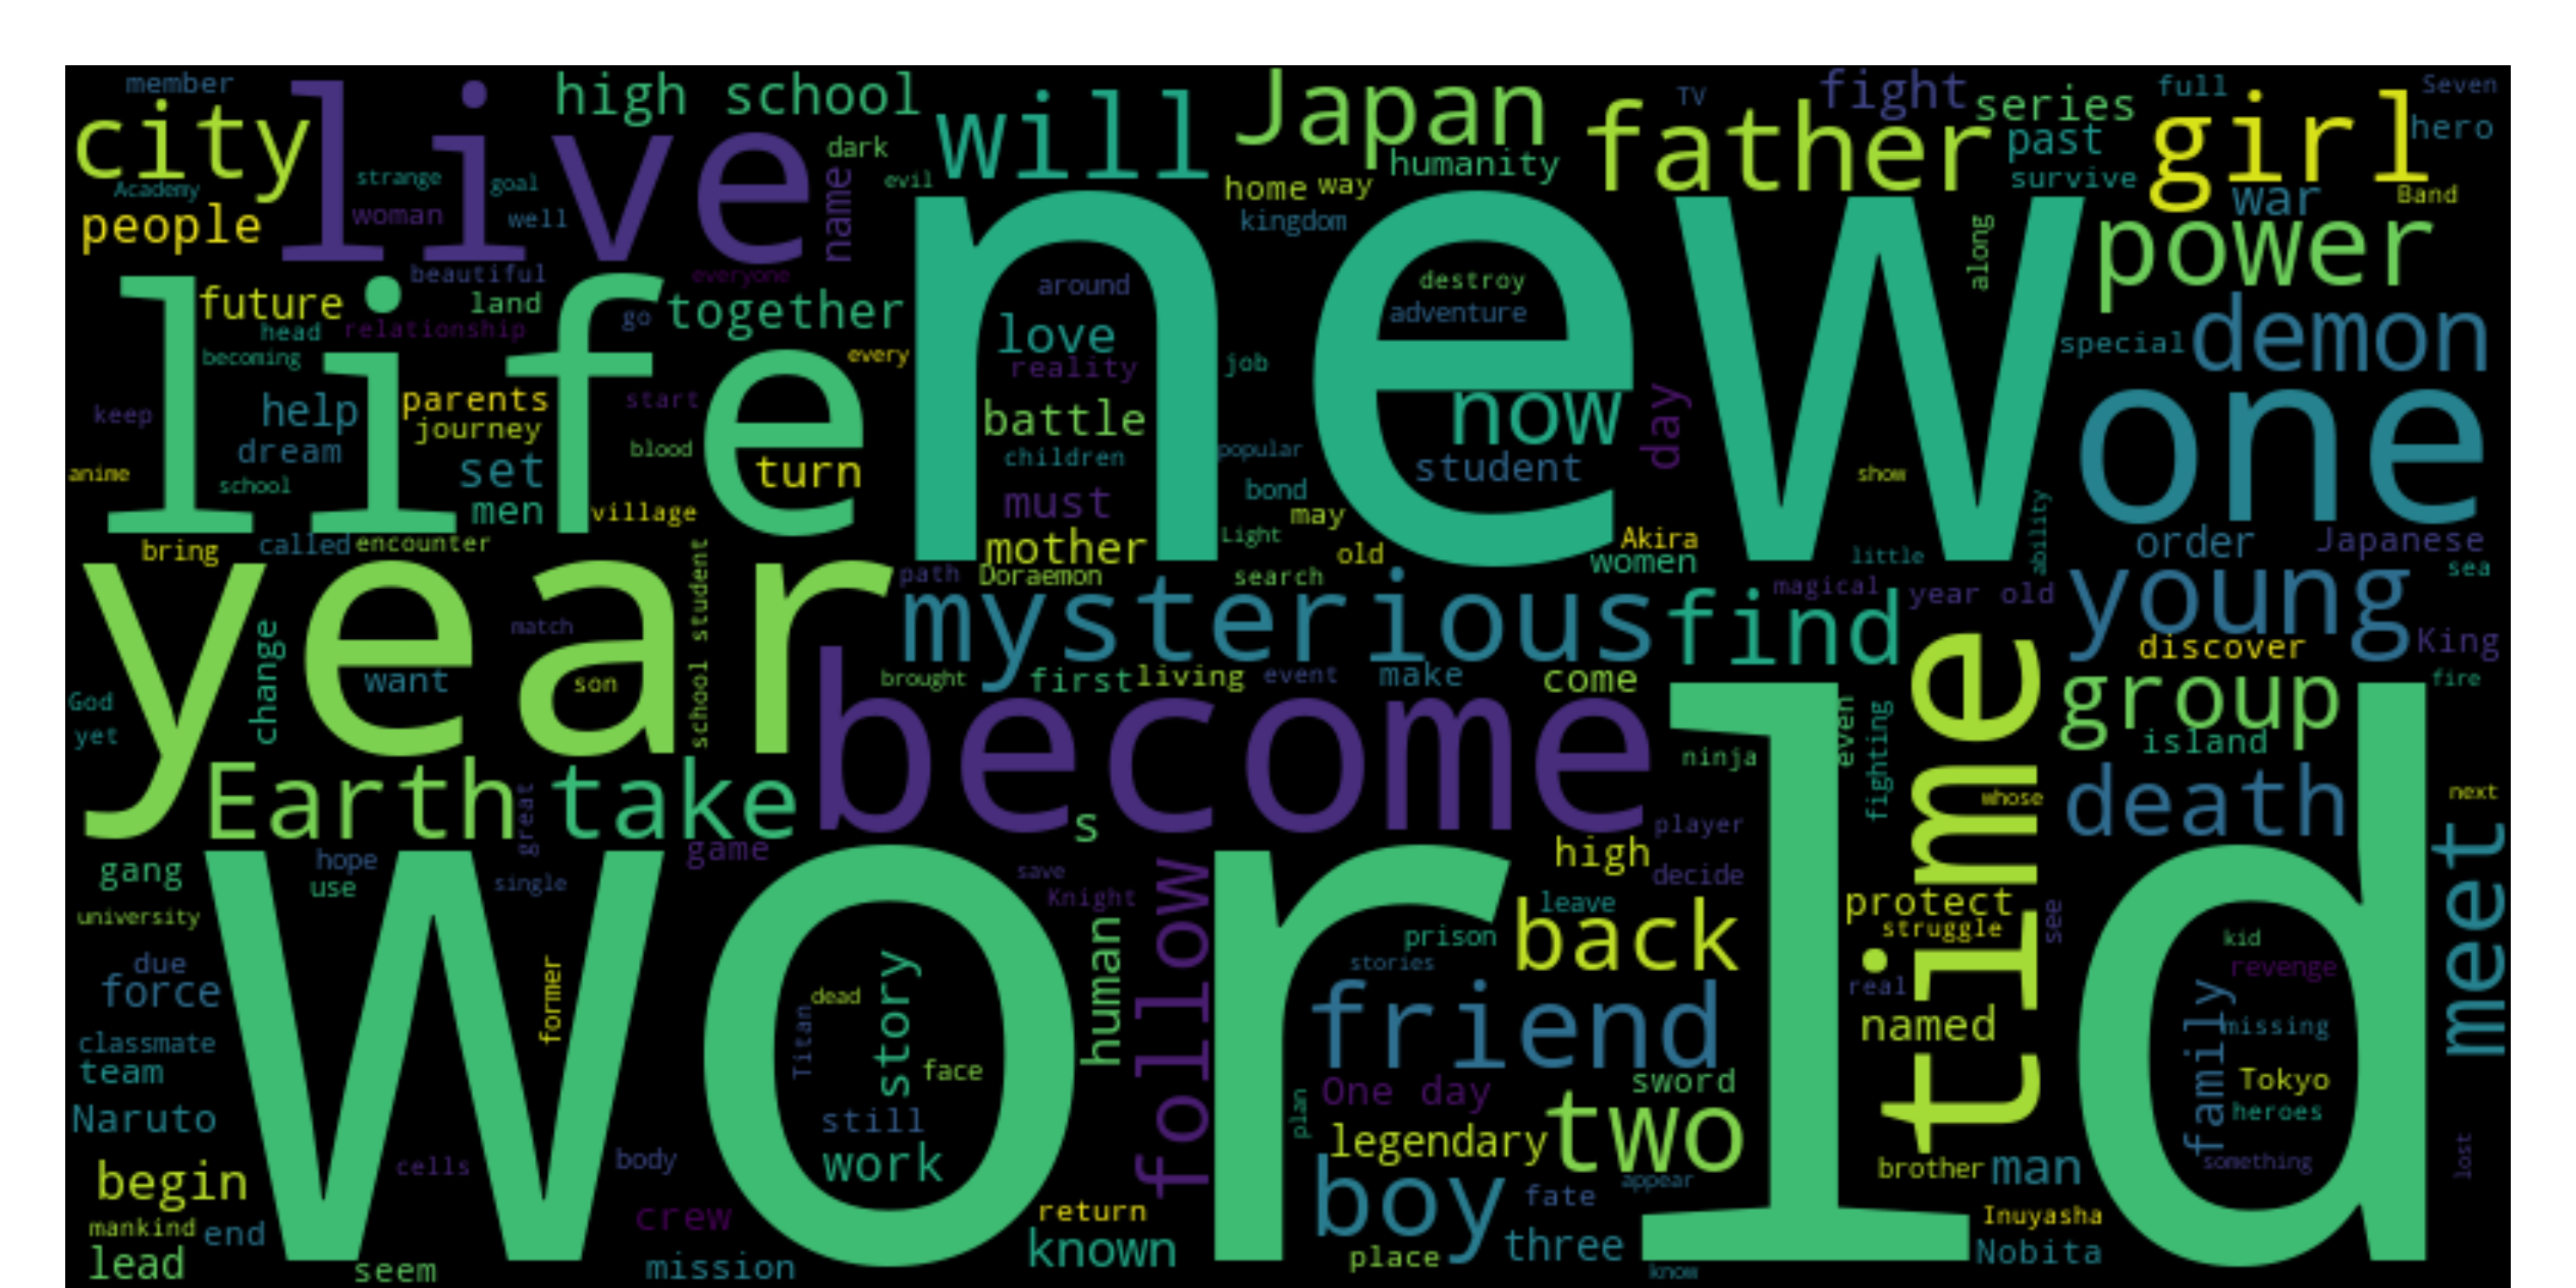 member
city
live
high school
will
Japan
father
TV
fight
series
full
girl
Seven
hero
past
humanity
dark
Academy
strange
goal
woman
well
name
evil
home
way
kingdom
survive
war
Band
people
new
along
power
beautiful
everyone
life
future
land
go
together
head
relationship
becoming
every
around
destroy
adventure
love
reality
job
special
demon
keep
help
parents
journey
start
battle
now
day
one
dream
set
blood
turn
children
popular
student
show
anime
school
men
village
must
bond
may
ability
bring
called
encounter
mother
Light
old
Akira
women
little
order
Japanese
sea
year
school student
path
Doraemon
search
mysterious
find
magical
year old
young
King
change
match
want
son
discover
God
yet
brought
first
living
event
make
come
fire
become
ninja
even
fighting
time
group
island
Earth
take
great
s
player
whose
death
next
meet
gang
hope
use
single
game
save
Knight
high
decide
world
university
follow
leave
back
protect
struggle
see
kid
revenge
due
force
former
dead
story
human
prison
stories
real
named
family
missing
classmate
team
Titan
face
friend
Tokyo
heroes
Naruto
still
work
One day
sword
plan
legendary
two
something
lost
begin
cells
body
boy
fate
appear
brother
man
mankind
end
crew
return
known
three
Inuyasha
Nobita
lead
seem
mission
place
know